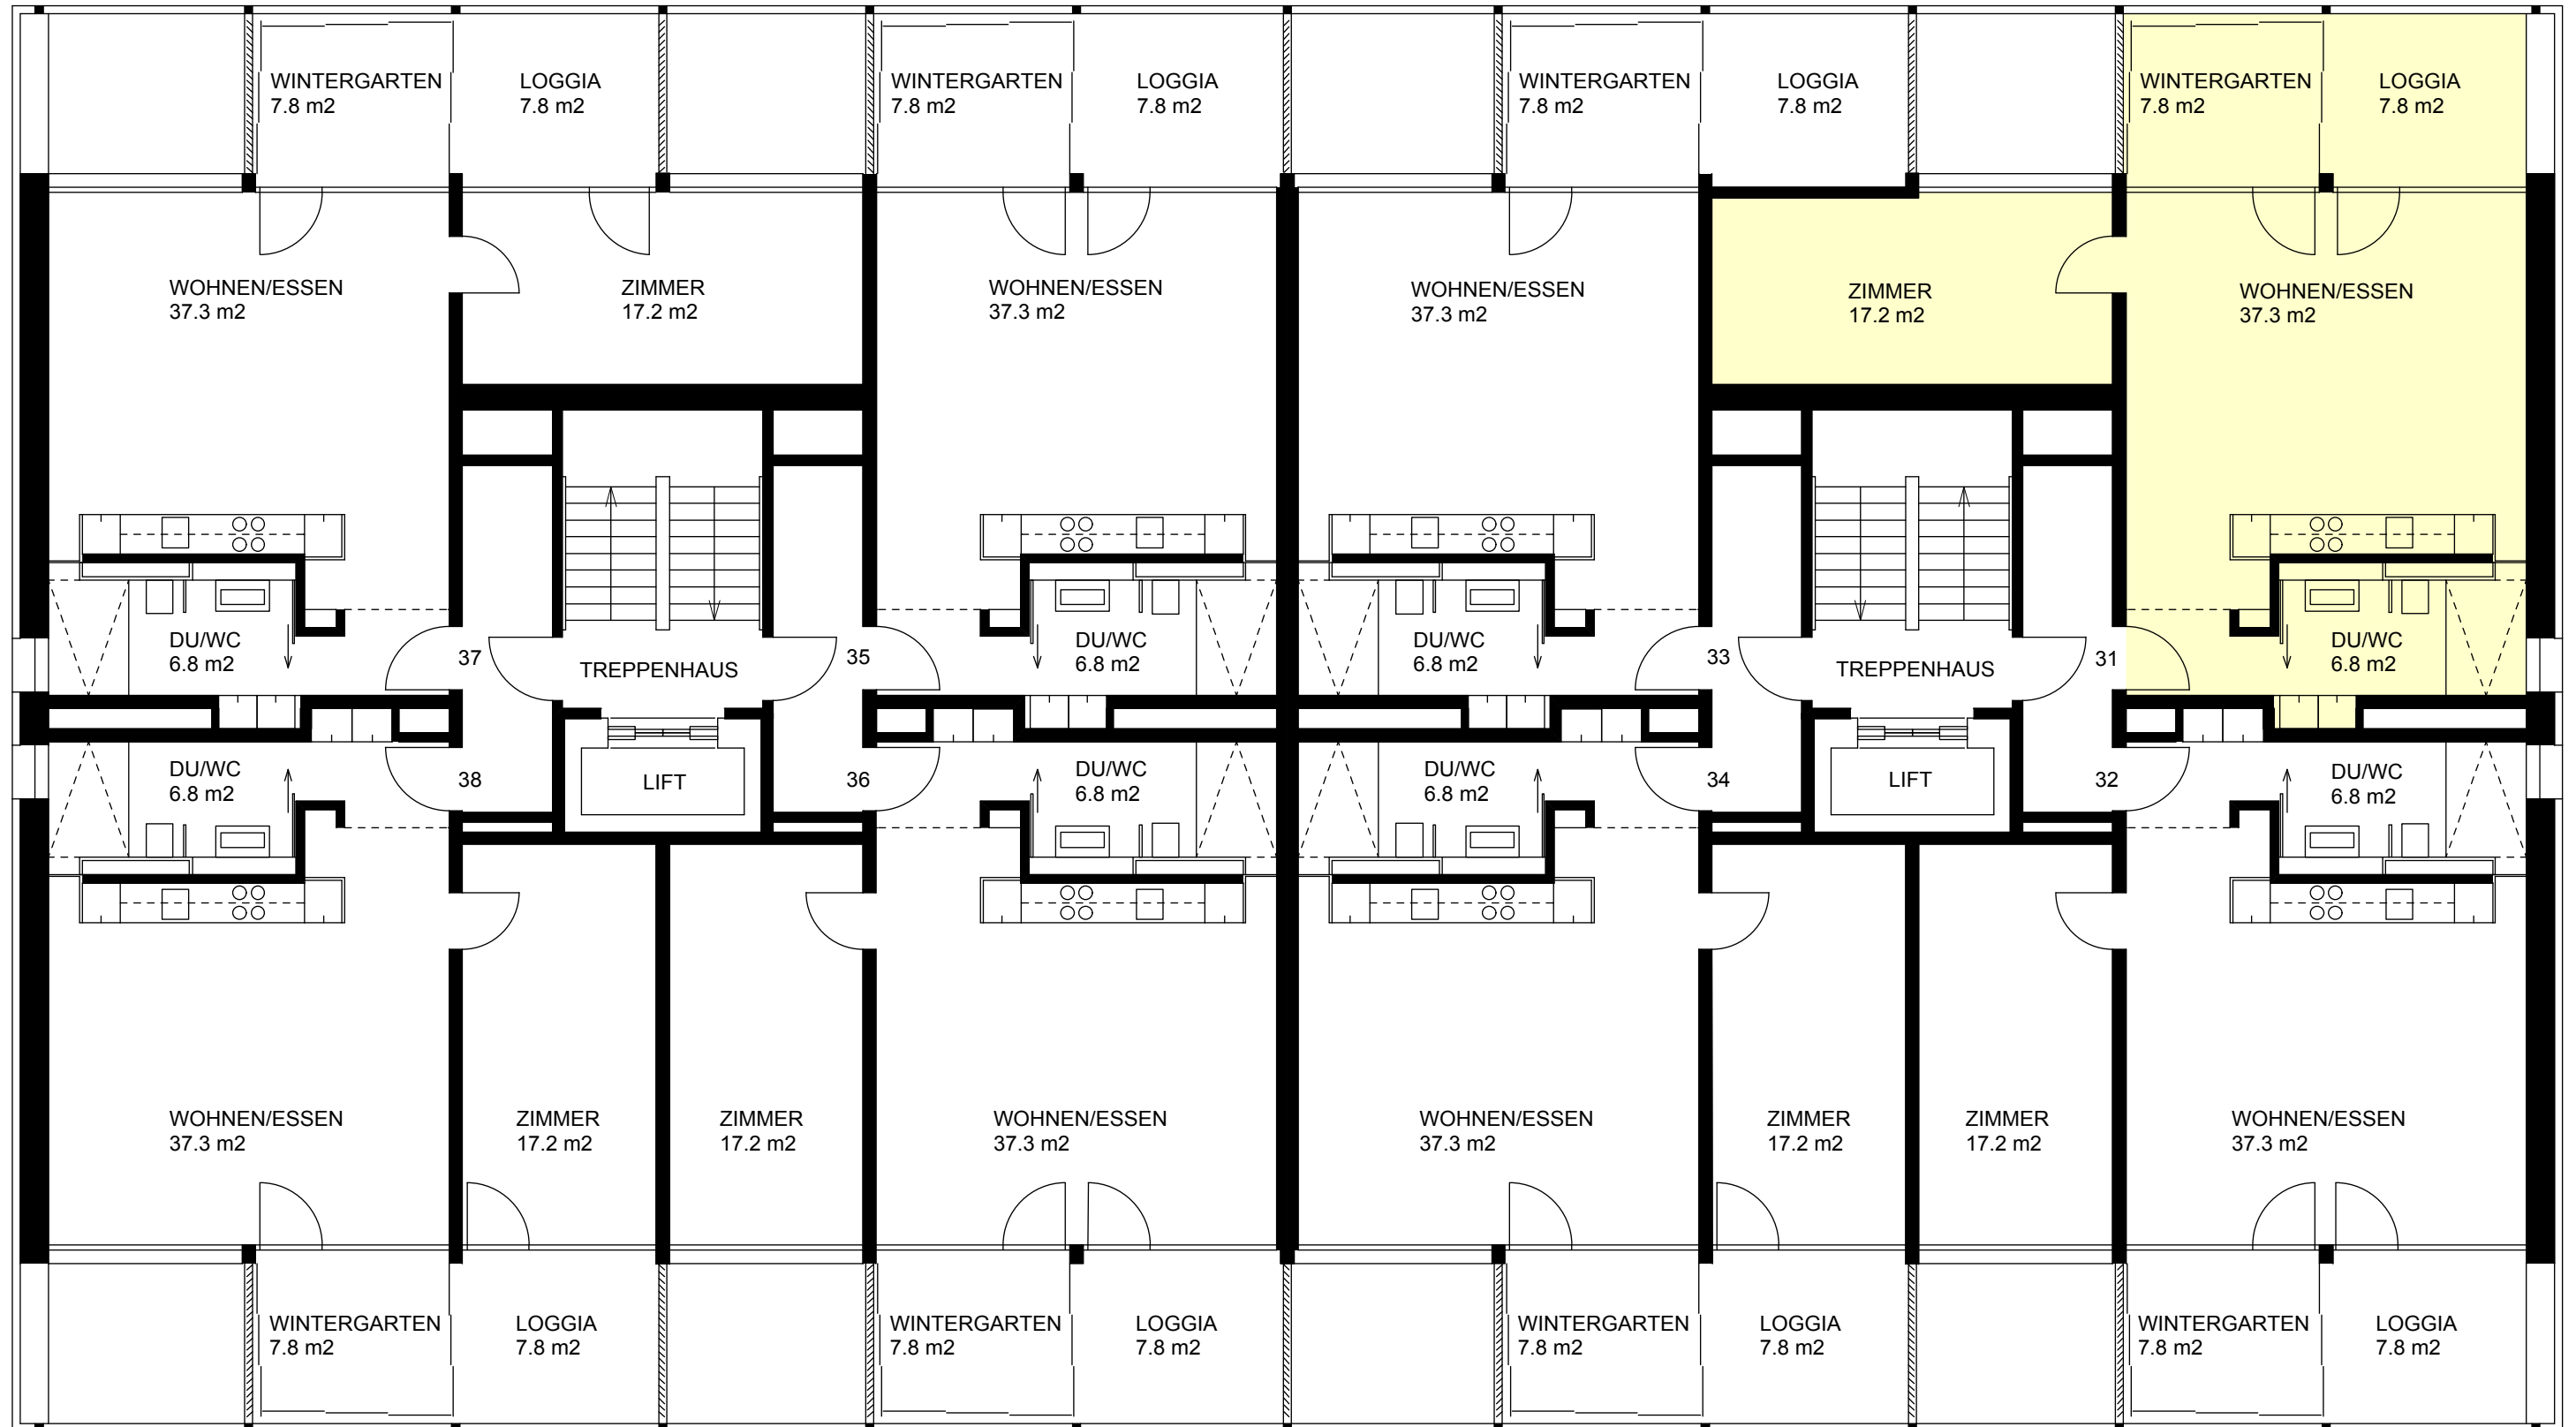 WINTERGARTEN
7.8 m2
LOGGIA
7.8 m2
WINTERGARTEN
7.8 m2
LOGGIA
7.8 m2
WINTERGARTEN
7.8 m2
LOGGIA
7.8 m2
WINTERGARTEN
7.8 m2
LOGGIA
7.8 m2
WOHNEN/ESSEN
37.3 m2
ZIMMER
17.2 m2
WOHNEN/ESSEN
37.3 m2
WOHNEN/ESSEN
37.3 m2
ZIMMER
17.2 m2
WOHNEN/ESSEN
37.3 m2
DU/WC
6.8 m2
37
TREPPENHAUS
35
DU/WC
6.8 m2
DU/WC
6.8 m2
33
TREPPENHAUS
31
DU/WC
6.8 m2
DU/WC
6.8 m2
38
LIFT
36
DU/WC
6.8 m2
DU/WC
6.8 m2
34
LIFT
32
DU/WC
6.8 m2
WOHNEN/ESSEN
37.3 m2
ZIMMER
17.2 m2
ZIMMER
17.2 m2
WOHNEN/ESSEN
37.3 m2
WOHNEN/ESSEN
37.3 m2
ZIMMER
17.2 m2
ZIMMER
17.2 m2
WOHNEN/ESSEN
37.3 m2
WINTERGARTEN
7.8 m2
LOGGIA
7.8 m2
WINTERGARTEN
7.8 m2
LOGGIA
7.8 m2
WINTERGARTEN
7.8 m2
LOGGIA
7.8 m2
WINTERGARTEN
7.8 m2
LOGGIA
7.8 m2